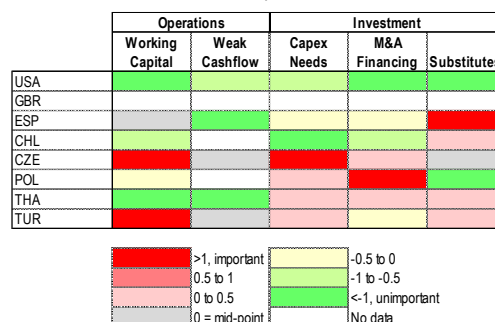 Operations Investment
Working Weak Capex M&A
Capital Cashflow Needs Financing Substitutes
USA
GBR
ESP
CHL
CZE
POL
THA
TUR
>1, important -0.5 to 0
0.5 to 1 -1 to -0.5
0 to 0.5 <-1, unimportant
0 = mid-point No data